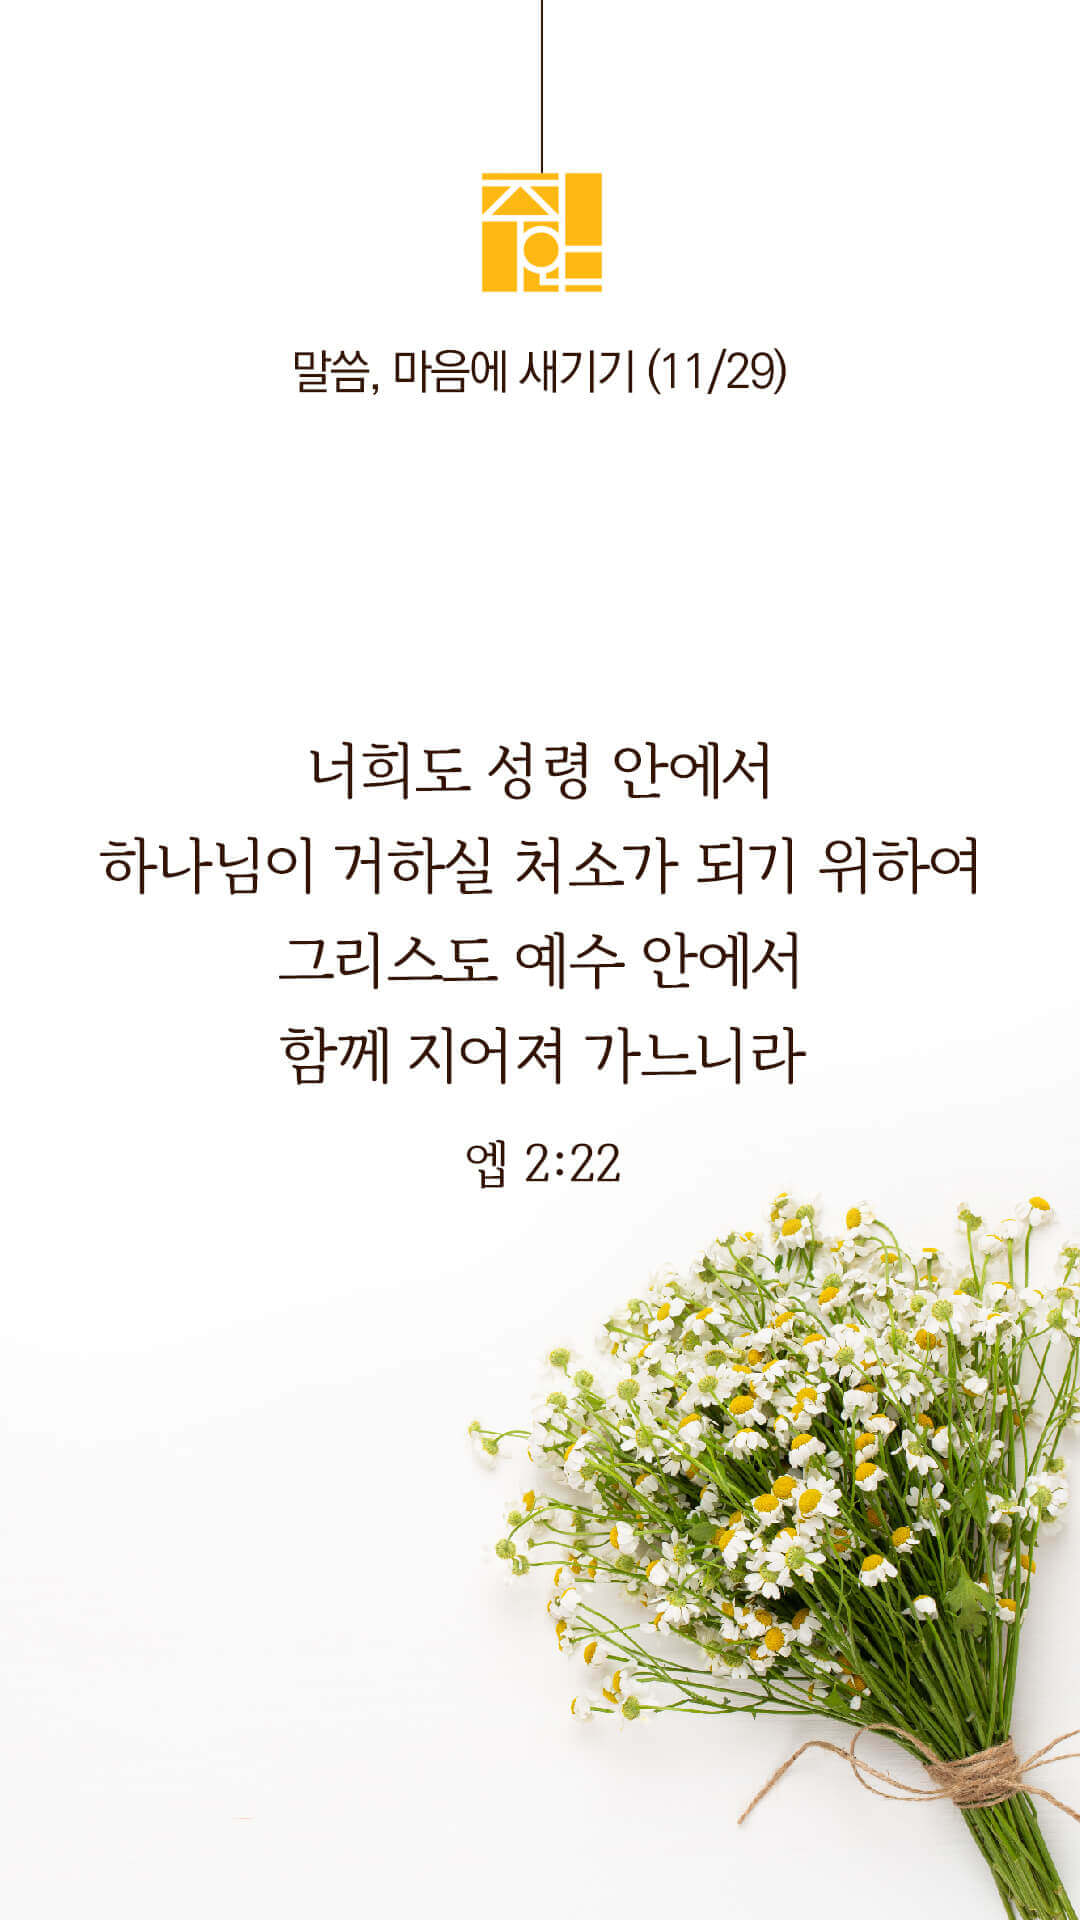 말씀, 마음에 새기기 (11/29)
너희도 성령 안에서
하나님이 거하실 처소가 되기 위하여
그리스도 예수 안에서
함께 지어져 가느니라
엡 2:22